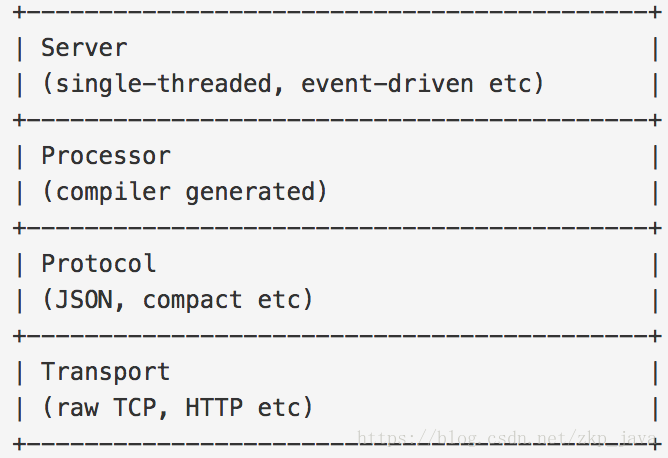 +-------------------------------------------+
| Server                                    |
| (single-threaded, event-driven etc)       |
+-------------------------------------------+
| Processor                                 |
| (compiler generated)                      |
+-------------------------------------------+
| Protocol                                  |
| (JSON, compact etc)                       |
+-------------------------------------------+
| Transport                                 |
| (raw TCP, HTTP etc)                       |
+-------------------------------------------+
https://blog.csdn.net/zkp_java